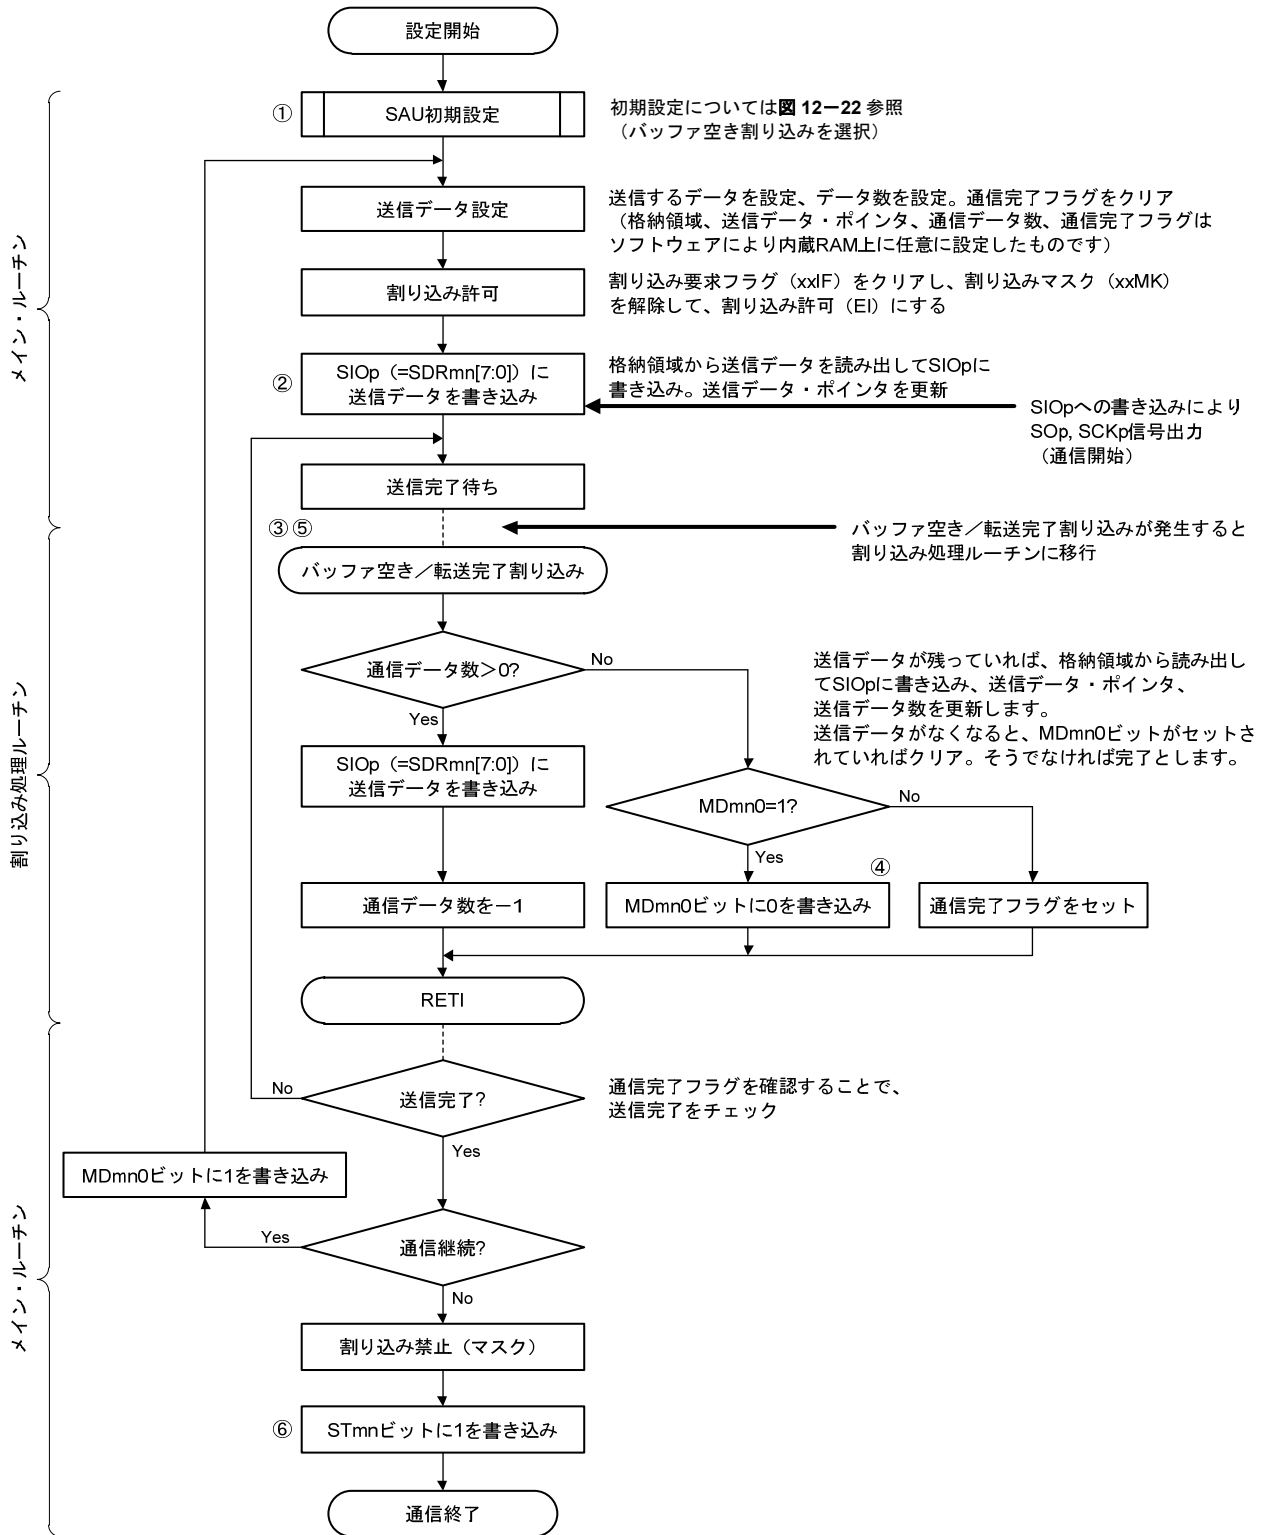 設定開始
①
SAU初期設定
初期設定については図 12－22 参照
（バッファ空き割り込みを選択）
送信データ設定
送信するデータを設定、データ数を設定。通信完了フラグをクリア
（格納領域、送信データ・ポインタ、通信データ数、通信完了フラグは
ソフトウェアにより内蔵RAM上に任意に設定したものです）
メイン・ルーチン
割り込み許可
割り込み要求フラグ（xxIF）をクリアし、割り込みマスク（xxMK）
を解除して、割り込み許可（EI）にする
②
SIOp（=SDRmn[7:0]）に
送信データを書き込み
格納領域から送信データを読み出してSIOpに
書き込み。送信データ・ポインタを更新
SIOpへの書き込みにより
SOp, SCKp信号出力
（通信開始）
送信完了待ち
③⑤
バッファ空き／転送完了割り込みが発生すると
割り込み処理ルーチンに移行
バッファ空き／転送完了割り込み
通信データ数＞0?
No
Yes
送信データが残っていれば、格納領域から読み出し
てSIOpに書き込み、送信データ・ポインタ、
送信データ数を更新します。
送信データがなくなると、MDmn0ビットがセットさ
れていればクリア。そうでなければ完了とします。
割り込み処理ルーチン
SIOp（=SDRmn[7:0]）に
送信データを書き込み
MDmn0=1?
No
Yes
④
通信データ数を－1
MDmn0ビットに0を書き込み
通信完了フラグをセット
RETI
送信完了?
No
Yes
通信完了フラグを確認することで、
送信完了をチェック
MDmn0ビットに1を書き込み
メイン・ルーチン
通信継続?
Yes
No
割り込み禁止（マスク）
⑥
STmnビットに1を書き込み
通信終了